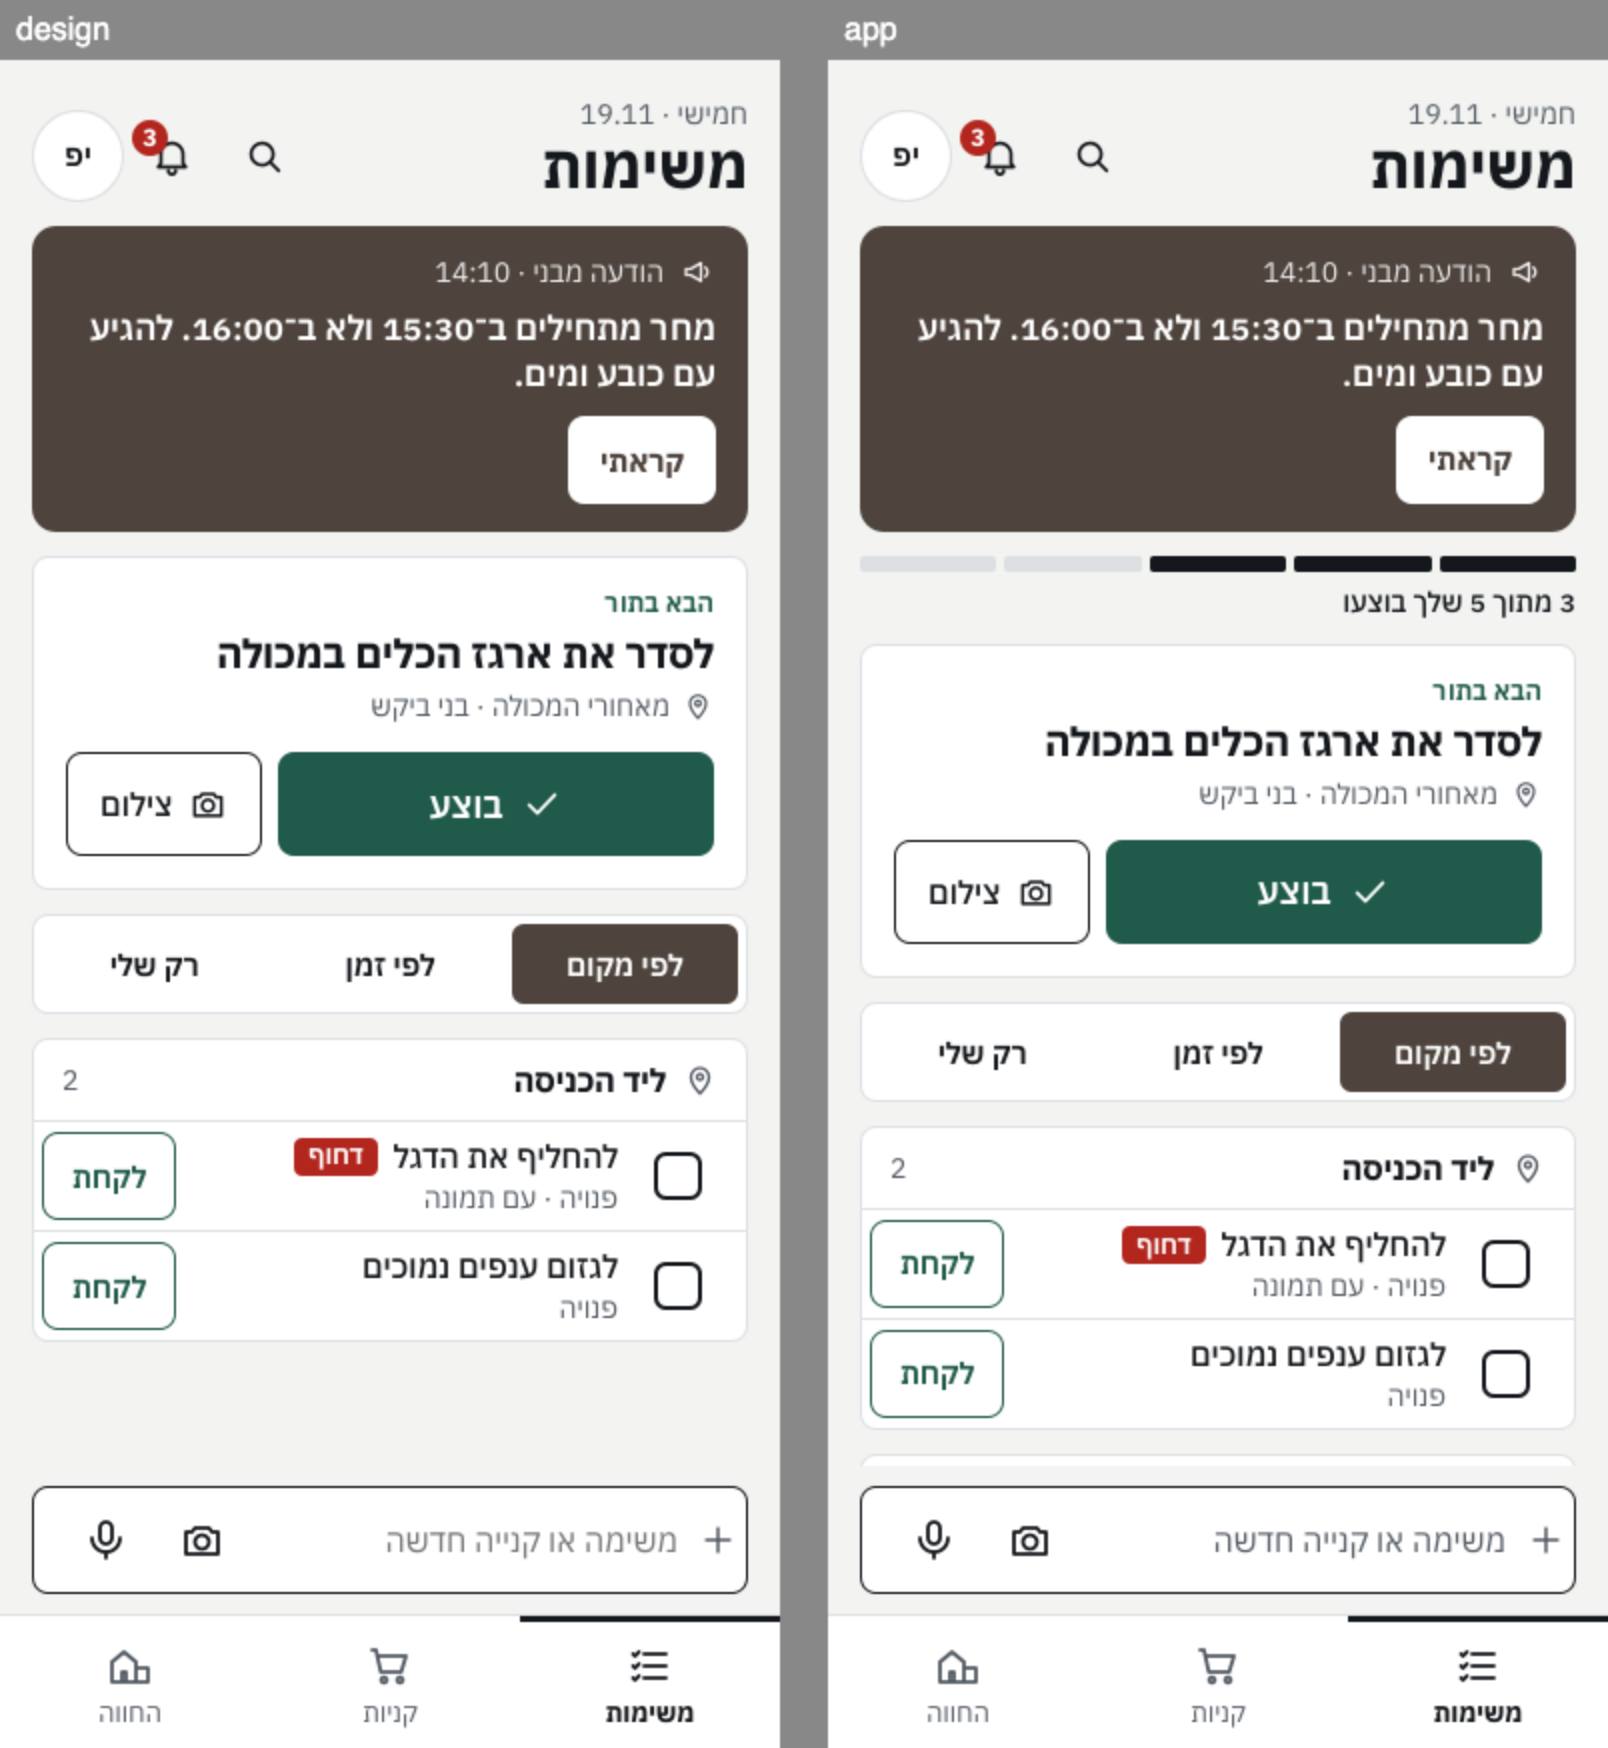 design
חמישי · 19.11
משימות
3
יפ
הודעה מבני · 14:10
מחר מתחילים ב־15:30 ולא ב־16:00. להגיע
עם כובע ומים.
קראתי
הבא בתור
לסדר את ארגז הכלים במכולה
מאחורי המכולה · בני ביקש
בוצע
צילום
לפי מקום
לפי זמן
רק שלי
ליד הכניסה
2
להחליף את הדגל דחוף
פנויה · עם תמונה
לקחת
לגזום ענפים נמוכים
פנויה
לקחת
משימה או קנייה חדשה
משימות
קניות
החווה
app
חמישי · 19.11
משימות
3
יפ
הודעה מבני · 14:10
מחר מתחילים ב־15:30 ולא ב־16:00. להגיע
עם כובע ומים.
קראתי
3 מתוך 5 שלך בוצעו
הבא בתור
לסדר את ארגז הכלים במכולה
מאחורי המכולה · בני ביקש
בוצע
צילום
לפי מקום
לפי זמן
רק שלי
ליד הכניסה
2
להחליף את הדגל דחוף
פנויה · עם תמונה
לקחת
לגזום ענפים נמוכים
פנויה
לקחת
משימה או קנייה חדשה
משימות
קניות
החווה